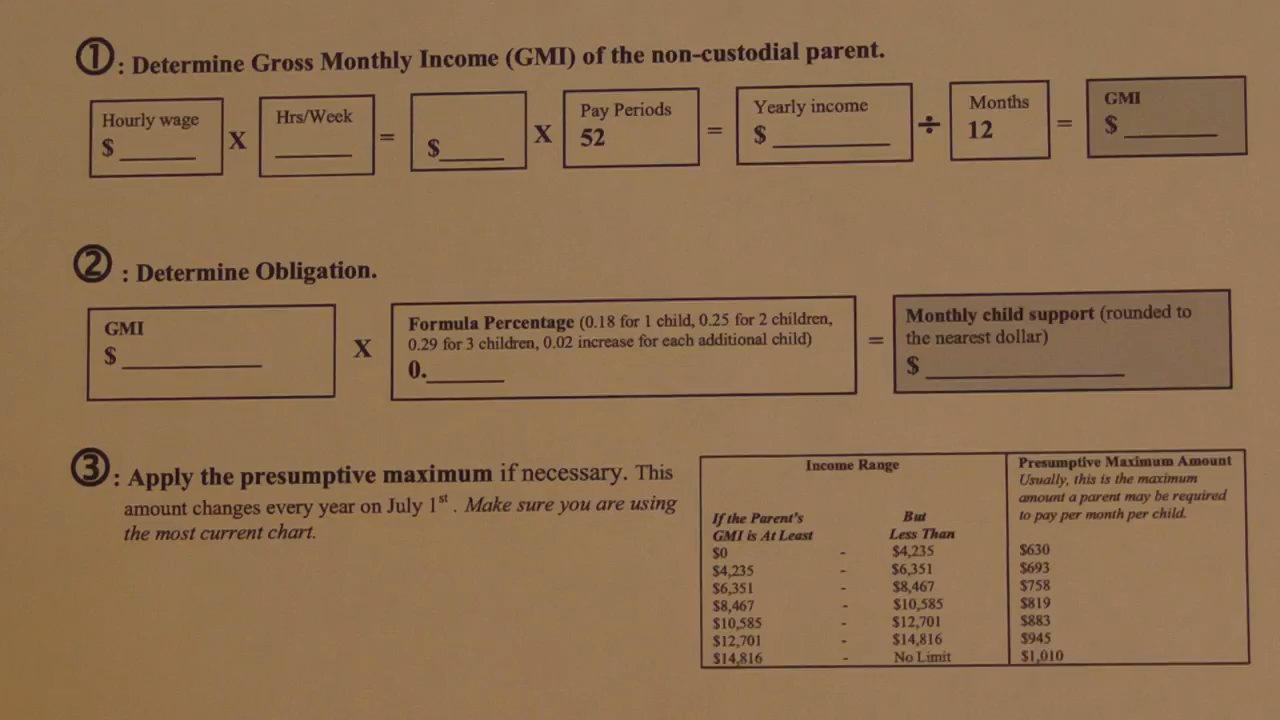 ①: Determine Gross Monthly Income (GMI) of the non-custodial parent.
Hourly wage $ ______ X Hrs/Week ______ = $______ X Pay Periods 52 = Yearly income $ ______ ÷ Months 12 = GMI $ ______
②: Determine Obligation.
GMI
$ ______
X
Formula Percentage (0.18 for 1 child, 0.25 for 2 children,
0.29 for 3 children, 0.02 increase for each additional child)
0.______
=
Monthly child support (rounded to
the nearest dollar)
$ ______
③: Apply the presumptive maximum if necessary. This
amount changes every year on July 1st . Make sure you are using
the most current chart.
Income Range
Presumptive Maximum Amount
Usually, this is the maximum
amount a parent may be required
to pay per month per child.
If the Parent's But
GMI is At Least Less Than
$0 - $4,235 $630
$4,235 - $6,351 $693
$6,351 - $8,467 $758
$8,467 - $10,585 $819
$10,585 - $12,701 $883
$12,701 - $14,816 $945
$14,816 - No Limit $1,010